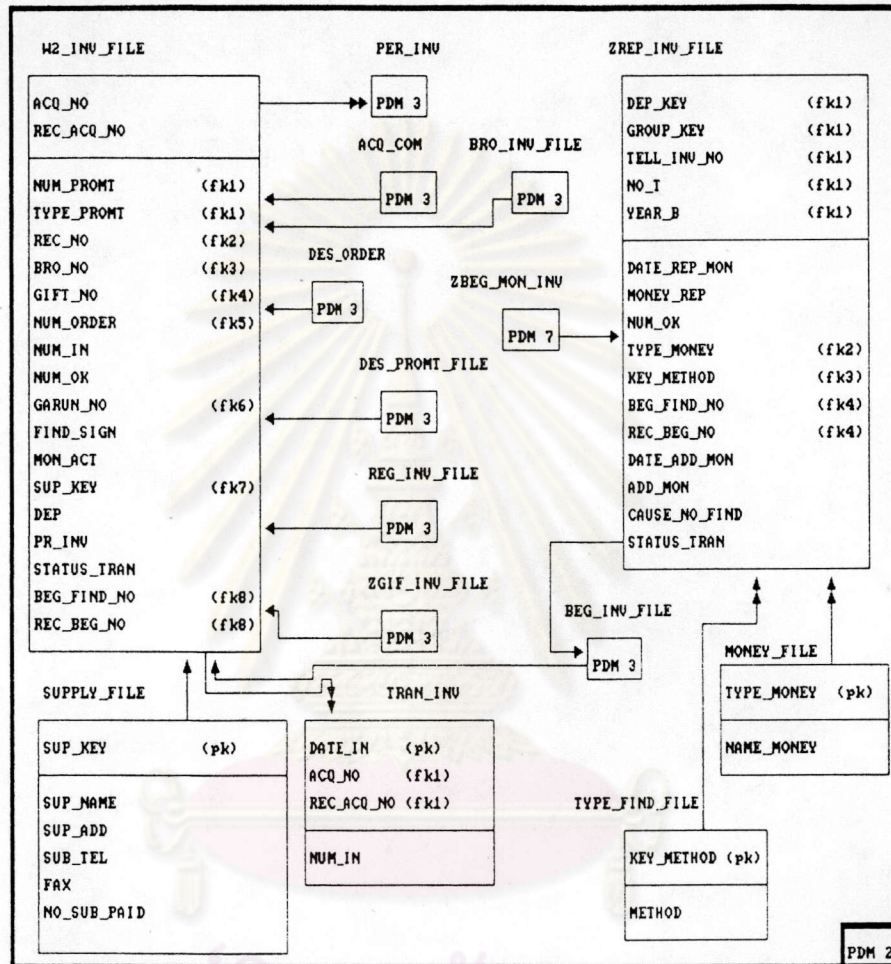 W2_INV_FILE
ACQ_NO
REC_ACQ_NO
NUM_PROMT (fk1)
TYPE_PROMT (fk1)
REC_NO (fk2)
BRO_NO (fk3)
GIFT_NO (fk4)
NUM_ORDER (fk5)
NUM_IN
NUM_OK
GARUN_NO (fk6)
FIND_SIGN
MON_ACT
SUP_KEY (fk7)
DEP
PR_INV
STATUS_TRAN
BEG_FIND_NO (fk8)
REC_BEG_NO (fk8)
PER_INV
PDM 3
ACQ_COM
PDM 3
BRO_INV_FILE
PDM 3
DES_ORDER
PDM 3
ZBEG_MON_INV
PDM 7
DES_PROMT_FILE
PDM 3
REG_INV_FILE
PDM 3
ZGIF_INV_FILE
PDM 3
BEG_INV_FILE
PDM 3
ZREP_INV_FILE
DEP_KEY (fk1)
GROUP_KEY (fk1)
TELL_INV_NO (fk1)
NO_T (fk1)
YEAR_B (fk1)
DATE_REP_MON
MONEY_REP
NUM_OK
TYPE_MONEY (fk2)
KEY_METHOD (fk3)
BEG_FIND_NO (fk4)
REC_BEG_NO (fk4)
DATE_ADD_MON
ADD_MON
CAUSE_NO_FIND
STATUS_TRAN
SUPPLY_FILE
SUP_KEY (pk)
SUP_NAME
SUP_ADD
SUB_TEL
FAX
NO_SUB_PAID
TRAN_INV
DATE_IN (pk)
ACQ_NO (fk1)
REC_ACQ_NO (fk1)
NUM_IN
TYPE_FIND_FILE
KEY_METHOD (pk)
METHOD
MONEY_FILE
TYPE_MONEY (pk)
NAME_MONEY
PDM 2